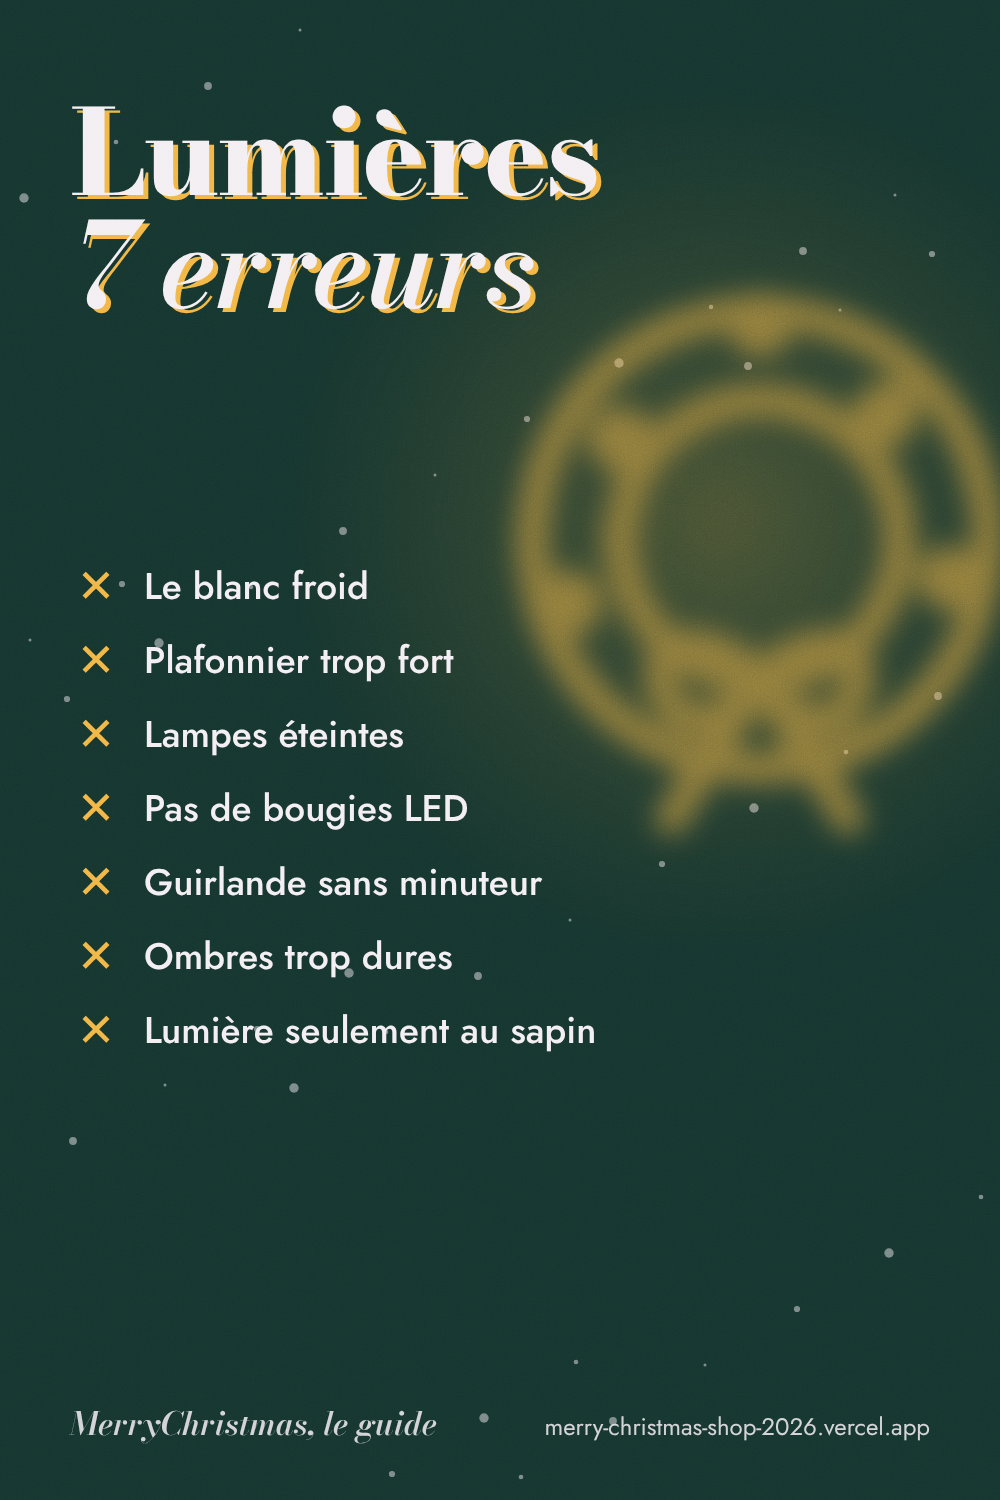 Lumières
7 erreurs
Le blanc froid
Plafonnier trop fort
Lampes éteintes
Pas de bougies LED
Guirlande sans minuteur
Ombres trop dures
Lumière seulement au sapin
MerryChristmas, le guide
merry-christmas-shop-2026.vercel.app